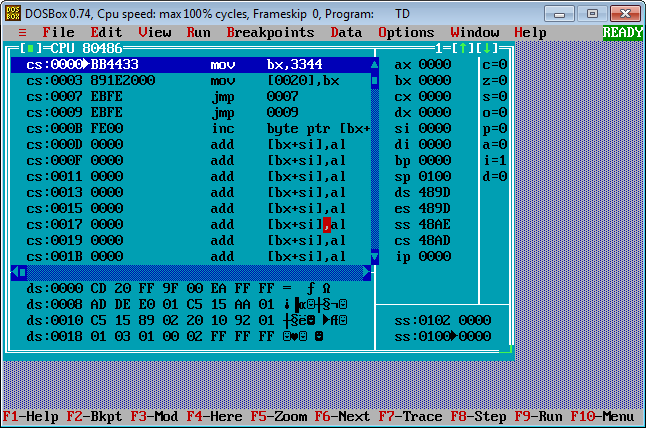 DOSBox 0.74, Cpu speed: max 100% cycles, Frameskip 0, Program: TD
≡ File Edit View Run Breakpoints Data Options Window Help READY
[■]=CPU 80486 1=[↑][↓]
cs:0000►BB4433 mov bx,3344 ▲ ax 0000 c=0
cs:0003 891E2000 mov [0020],bx bx 0000 z=0
cs:0007 EBFE jmp 0007 cx 0000 s=0
cs:0009 EBFE jmp 0009 dx 0000 o=0
cs:000B FE00 inc byte ptr [bx+ si 0000 p=0
cs:000D 0000 add [bx+si],al di 0000 a=0
cs:000F 0000 add [bx+si],al bp 0000 i=1
cs:0011 0000 add [bx+si],al sp 0100 d=0
cs:0013 0000 add [bx+si],al ds 489D
cs:0015 0000 add [bx+si],al es 489D
cs:0017 0000 add [bx+si],al ss 48AE
cs:0019 0000 add [bx+si],al cs 48AD
cs:001B 0000 add [bx+si],al ▼ ip 0000
ds:0000 CD 20 FF 9F 00 EA FF FF = ƒ Ω
ds:0008 AD DE E0 01 C5 15 AA 01 ¡▐α☺┼§¬☺
ds:0010 C5 15 89 02 20 10 92 01 ┼§ë☻ ►Æ☺ ss:0102 0000
ds:0018 01 03 01 00 02 FF FF FF ☺♥☺ ☻ ss:0100►0000
F1-Help F2-Bkpt F3-Mod F4-Here F5-Zoom F6-Next F7-Trace F8-Step F9-Run F10-Menu